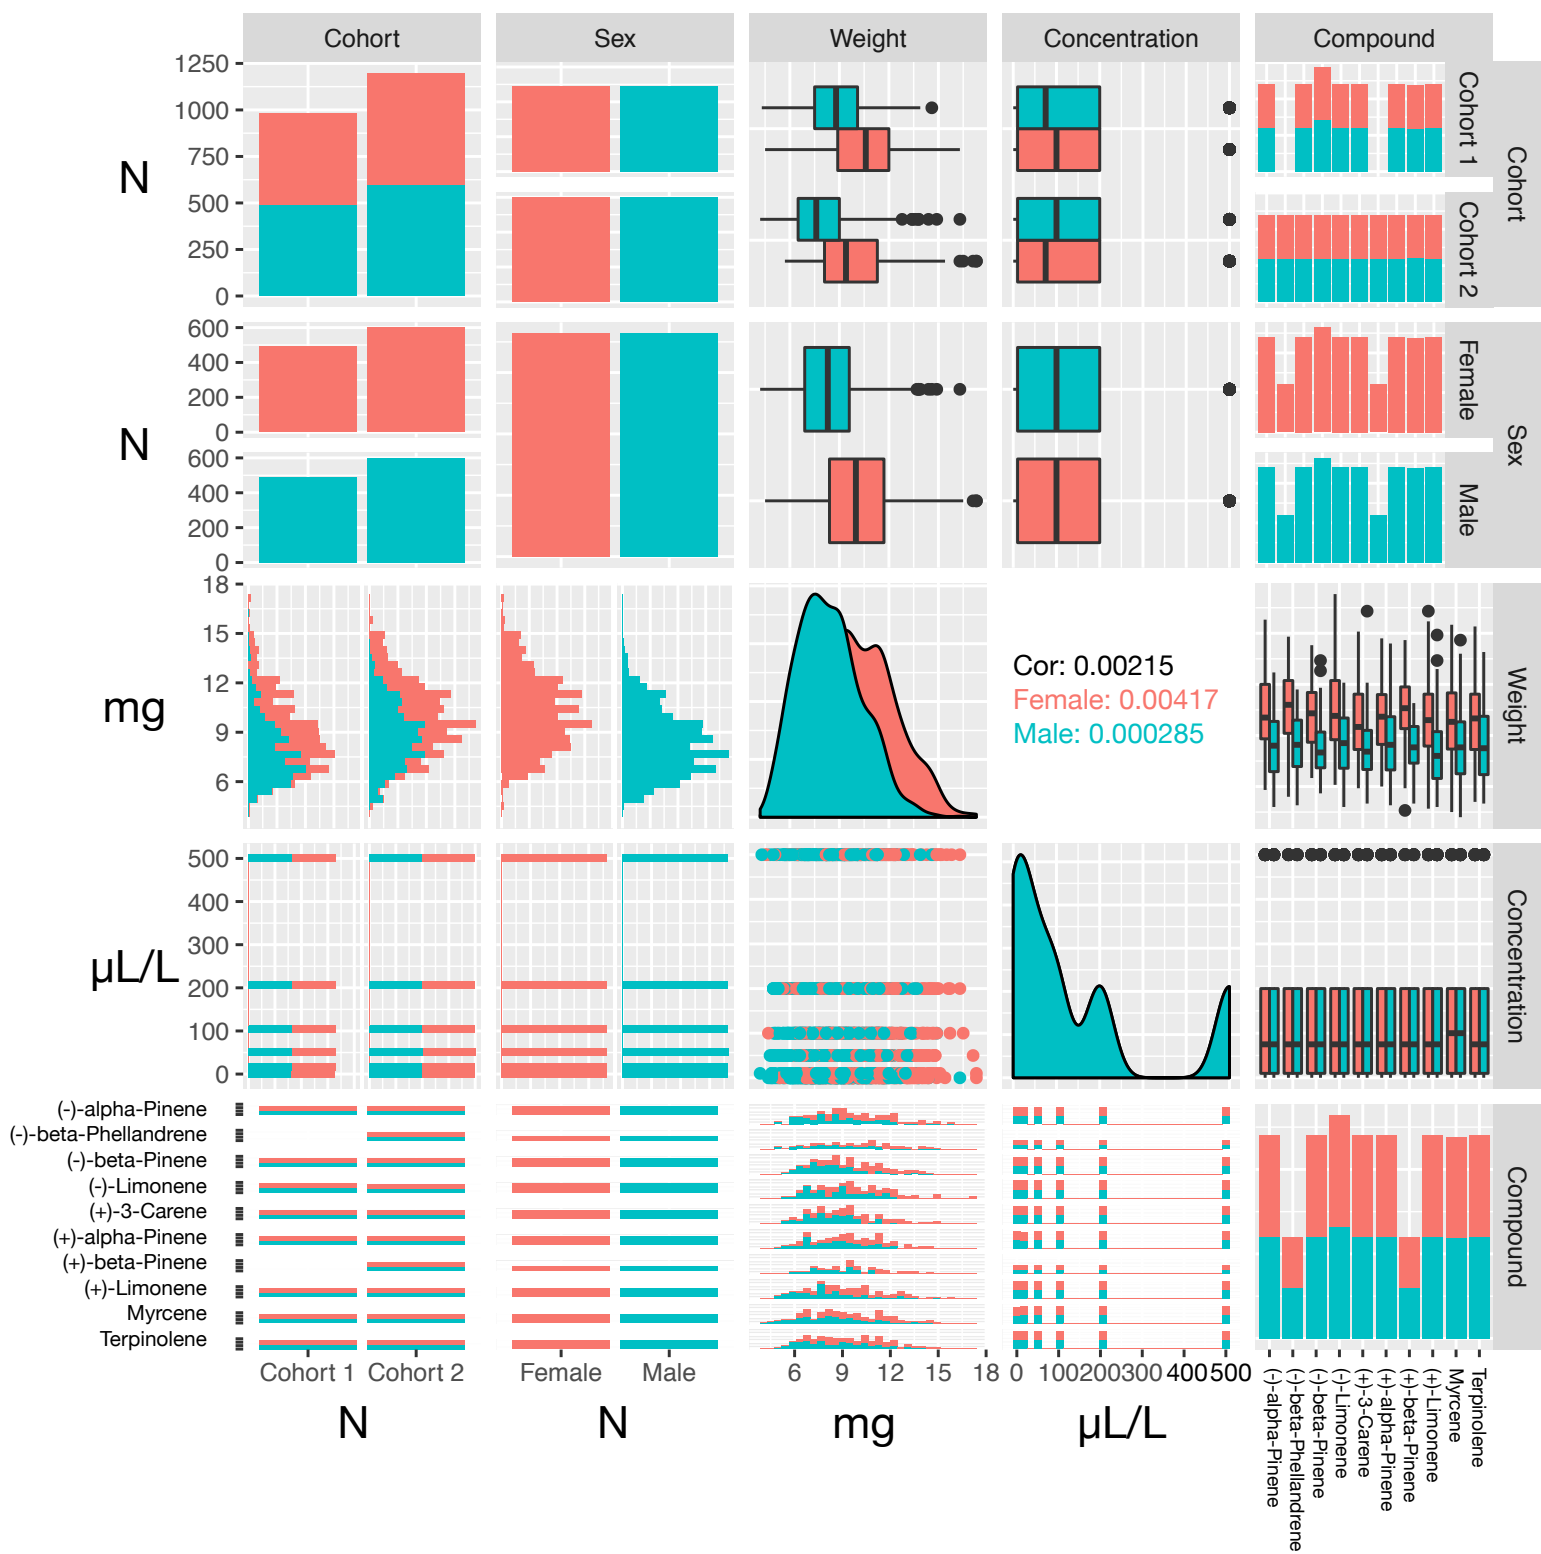 Cohort Sex Weight Concentration Compound
1250
1000
750
500
250
0
N
Cohort 1
Cohort 2
Cohort
600
400
200
0
600
400
200
0
N
Female
Male
Sex
18
15
12
9
6
mg
Cor: 0.00215
Female: 0.00417
Male: 0.000285
Weight
500
400
300
200
100
0
µL/L
Concentration
(-)-alpha-Pinene
(-)-beta-Phellandrene
(-)-beta-Pinene
(-)-Limonene
(+)-3-Carene
(+)-alpha-Pinene
(+)-beta-Pinene
(+)-Limonene
Myrcene
Terpinolene
Compound
Cohort 1 Cohort 2 Female Male 6 9 12 15 18 0 100 200 300 400 500
(-)-alpha-Pinene
(-)-beta-Phellandrene
(-)-beta-Pinene
(-)-Limonene
(+)-3-Carene
(+)-alpha-Pinene
(+)-beta-Pinene
(+)-Limonene
Myrcene
Terpinolene
N N mg µL/L